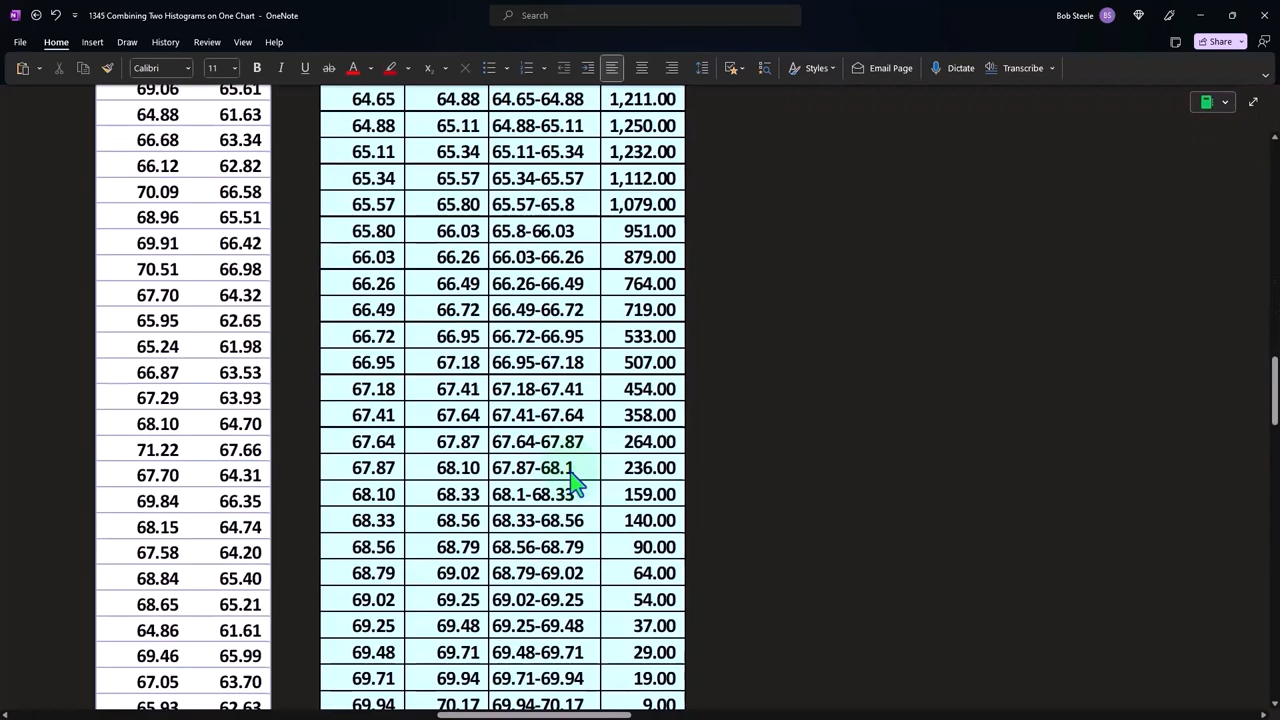 1345 Combining Two Histograms on One Chart - OneNote
Search
Bob Steele BS
File Home Insert Draw History Review View Help
Share
Calibri 11 B I U ab A Styles Email Page Dictate Transcribe
69.06 65.61 64.65 64.88 64.65-64.88 1,211.00
64.88 61.63 64.88 65.11 64.88-65.11 1,250.00
66.68 63.34 65.11 65.34 65.11-65.34 1,232.00
66.12 62.82 65.34 65.57 65.34-65.57 1,112.00
70.09 66.58 65.57 65.80 65.57-65.8 1,079.00
68.96 65.51 65.80 66.03 65.8-66.03 951.00
69.91 66.42 66.03 66.26 66.03-66.26 879.00
70.51 66.98 66.26 66.49 66.26-66.49 764.00
67.70 64.32 66.49 66.72 66.49-66.72 719.00
65.95 62.65 66.72 66.95 66.72-66.95 533.00
65.24 61.98 66.95 67.18 66.95-67.18 507.00
66.87 63.53 67.18 67.41 67.18-67.41 454.00
67.29 63.93 67.41 67.64 67.41-67.64 358.00
68.10 64.70 67.64 67.87 67.64-67.87 264.00
71.22 67.66 67.87 68.10 67.87-68.1 236.00
67.70 64.31 68.10 68.33 68.1-68.33 159.00
69.84 66.35 68.33 68.56 68.33-68.56 140.00
68.15 64.74 68.56 68.79 68.56-68.79 90.00
67.58 64.20 68.79 69.02 68.79-69.02 64.00
68.84 65.40 69.02 69.25 69.02-69.25 54.00
68.65 65.21 69.25 69.48 69.25-69.48 37.00
64.86 61.61 69.48 69.71 69.48-69.71 29.00
69.46 65.99 69.71 69.94 69.71-69.94 19.00
67.05 63.70 69.94 70.17 69.94-70.17 9.00
65.93 62.63